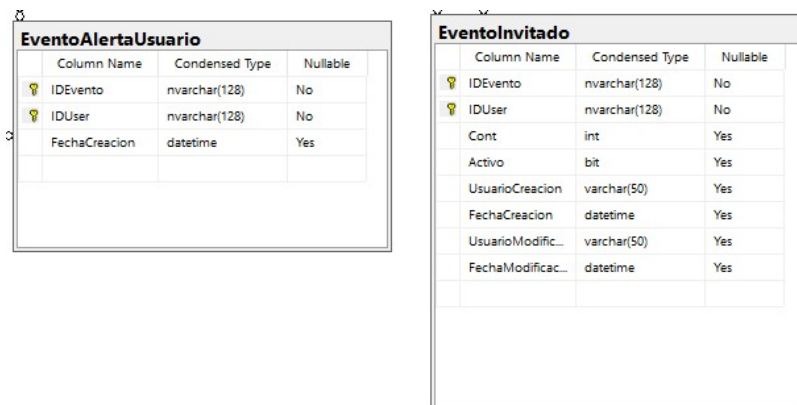 EventoAlertaUsuario
Column Name Condensed Type Nullable
IDEvento nvarchar(128) No
IDUser nvarchar(128) No
FechaCreacion datetime Yes
EventoInvitado
Column Name Condensed Type Nullable
IDEvento nvarchar(128) No
IDUser nvarchar(128) No
Cont int Yes
Activo bit Yes
UsuarioCreacion varchar(50) Yes
FechaCreacion datetime Yes
UsuarioModific... varchar(50) Yes
FechaModificac... datetime Yes